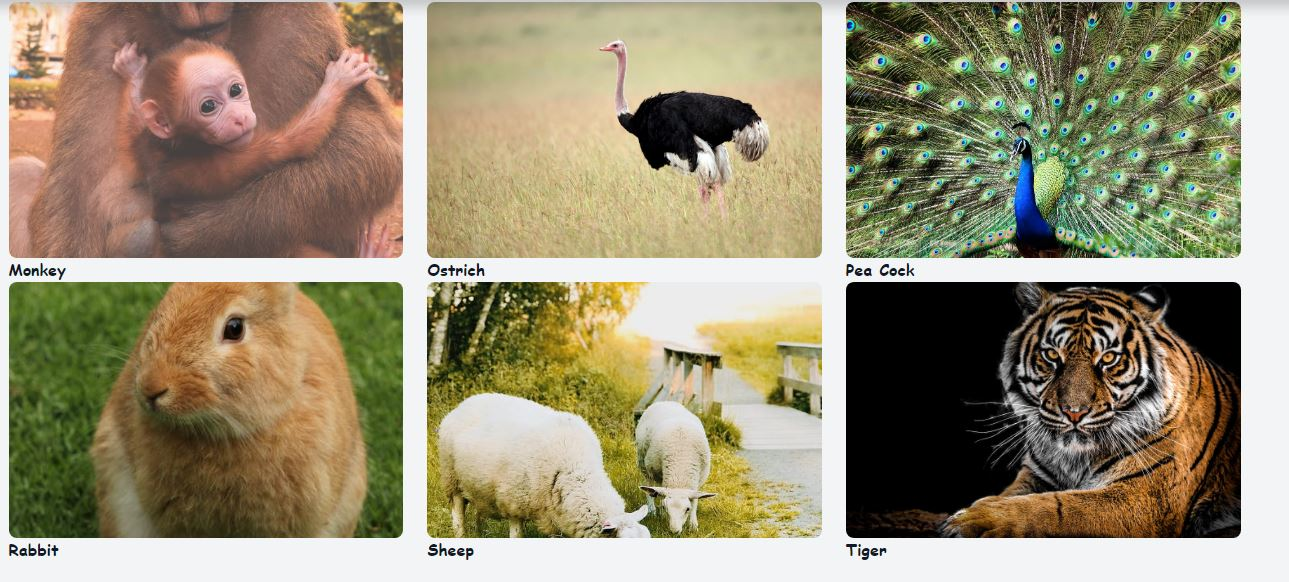 Monkey
Ostrich
Pea Cock
Rabbit
Sheep
Tiger